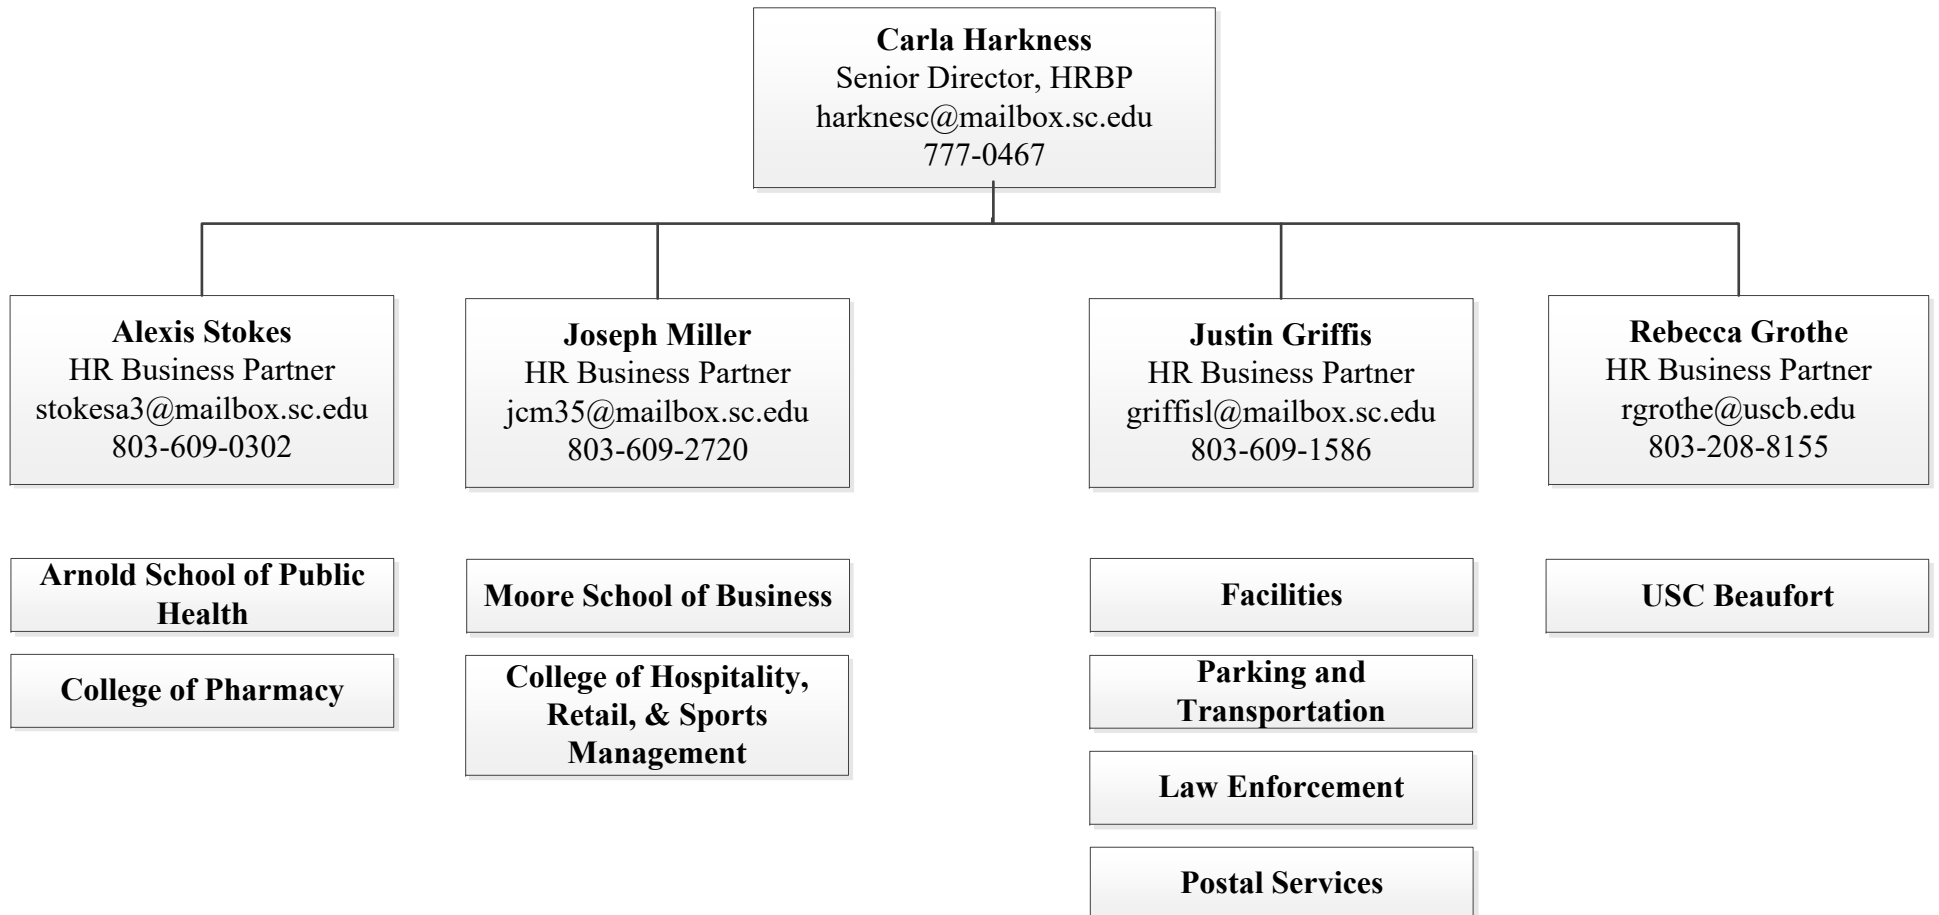 Carla Harkness
Senior Director, HRBP
harknesc@mailbox.sc.edu
777-0467
Alexis Stokes
HR Business Partner
stokesa3@mailbox.sc.edu
803-609-0302
Joseph Miller
HR Business Partner
jcm35@mailbox.sc.edu
803-609-2720
Justin Griffis
HR Business Partner
griffisl@mailbox.sc.edu
803-609-1586
Rebecca Grothe
HR Business Partner
rgrothe@uscb.edu
803-208-8155
Arnold School of Public
Health
College of Pharmacy
Moore School of Business
College of Hospitality,
Retail, & Sports
Management
Facilities
Parking and
Transportation
Law Enforcement
Postal Services
USC Beaufort